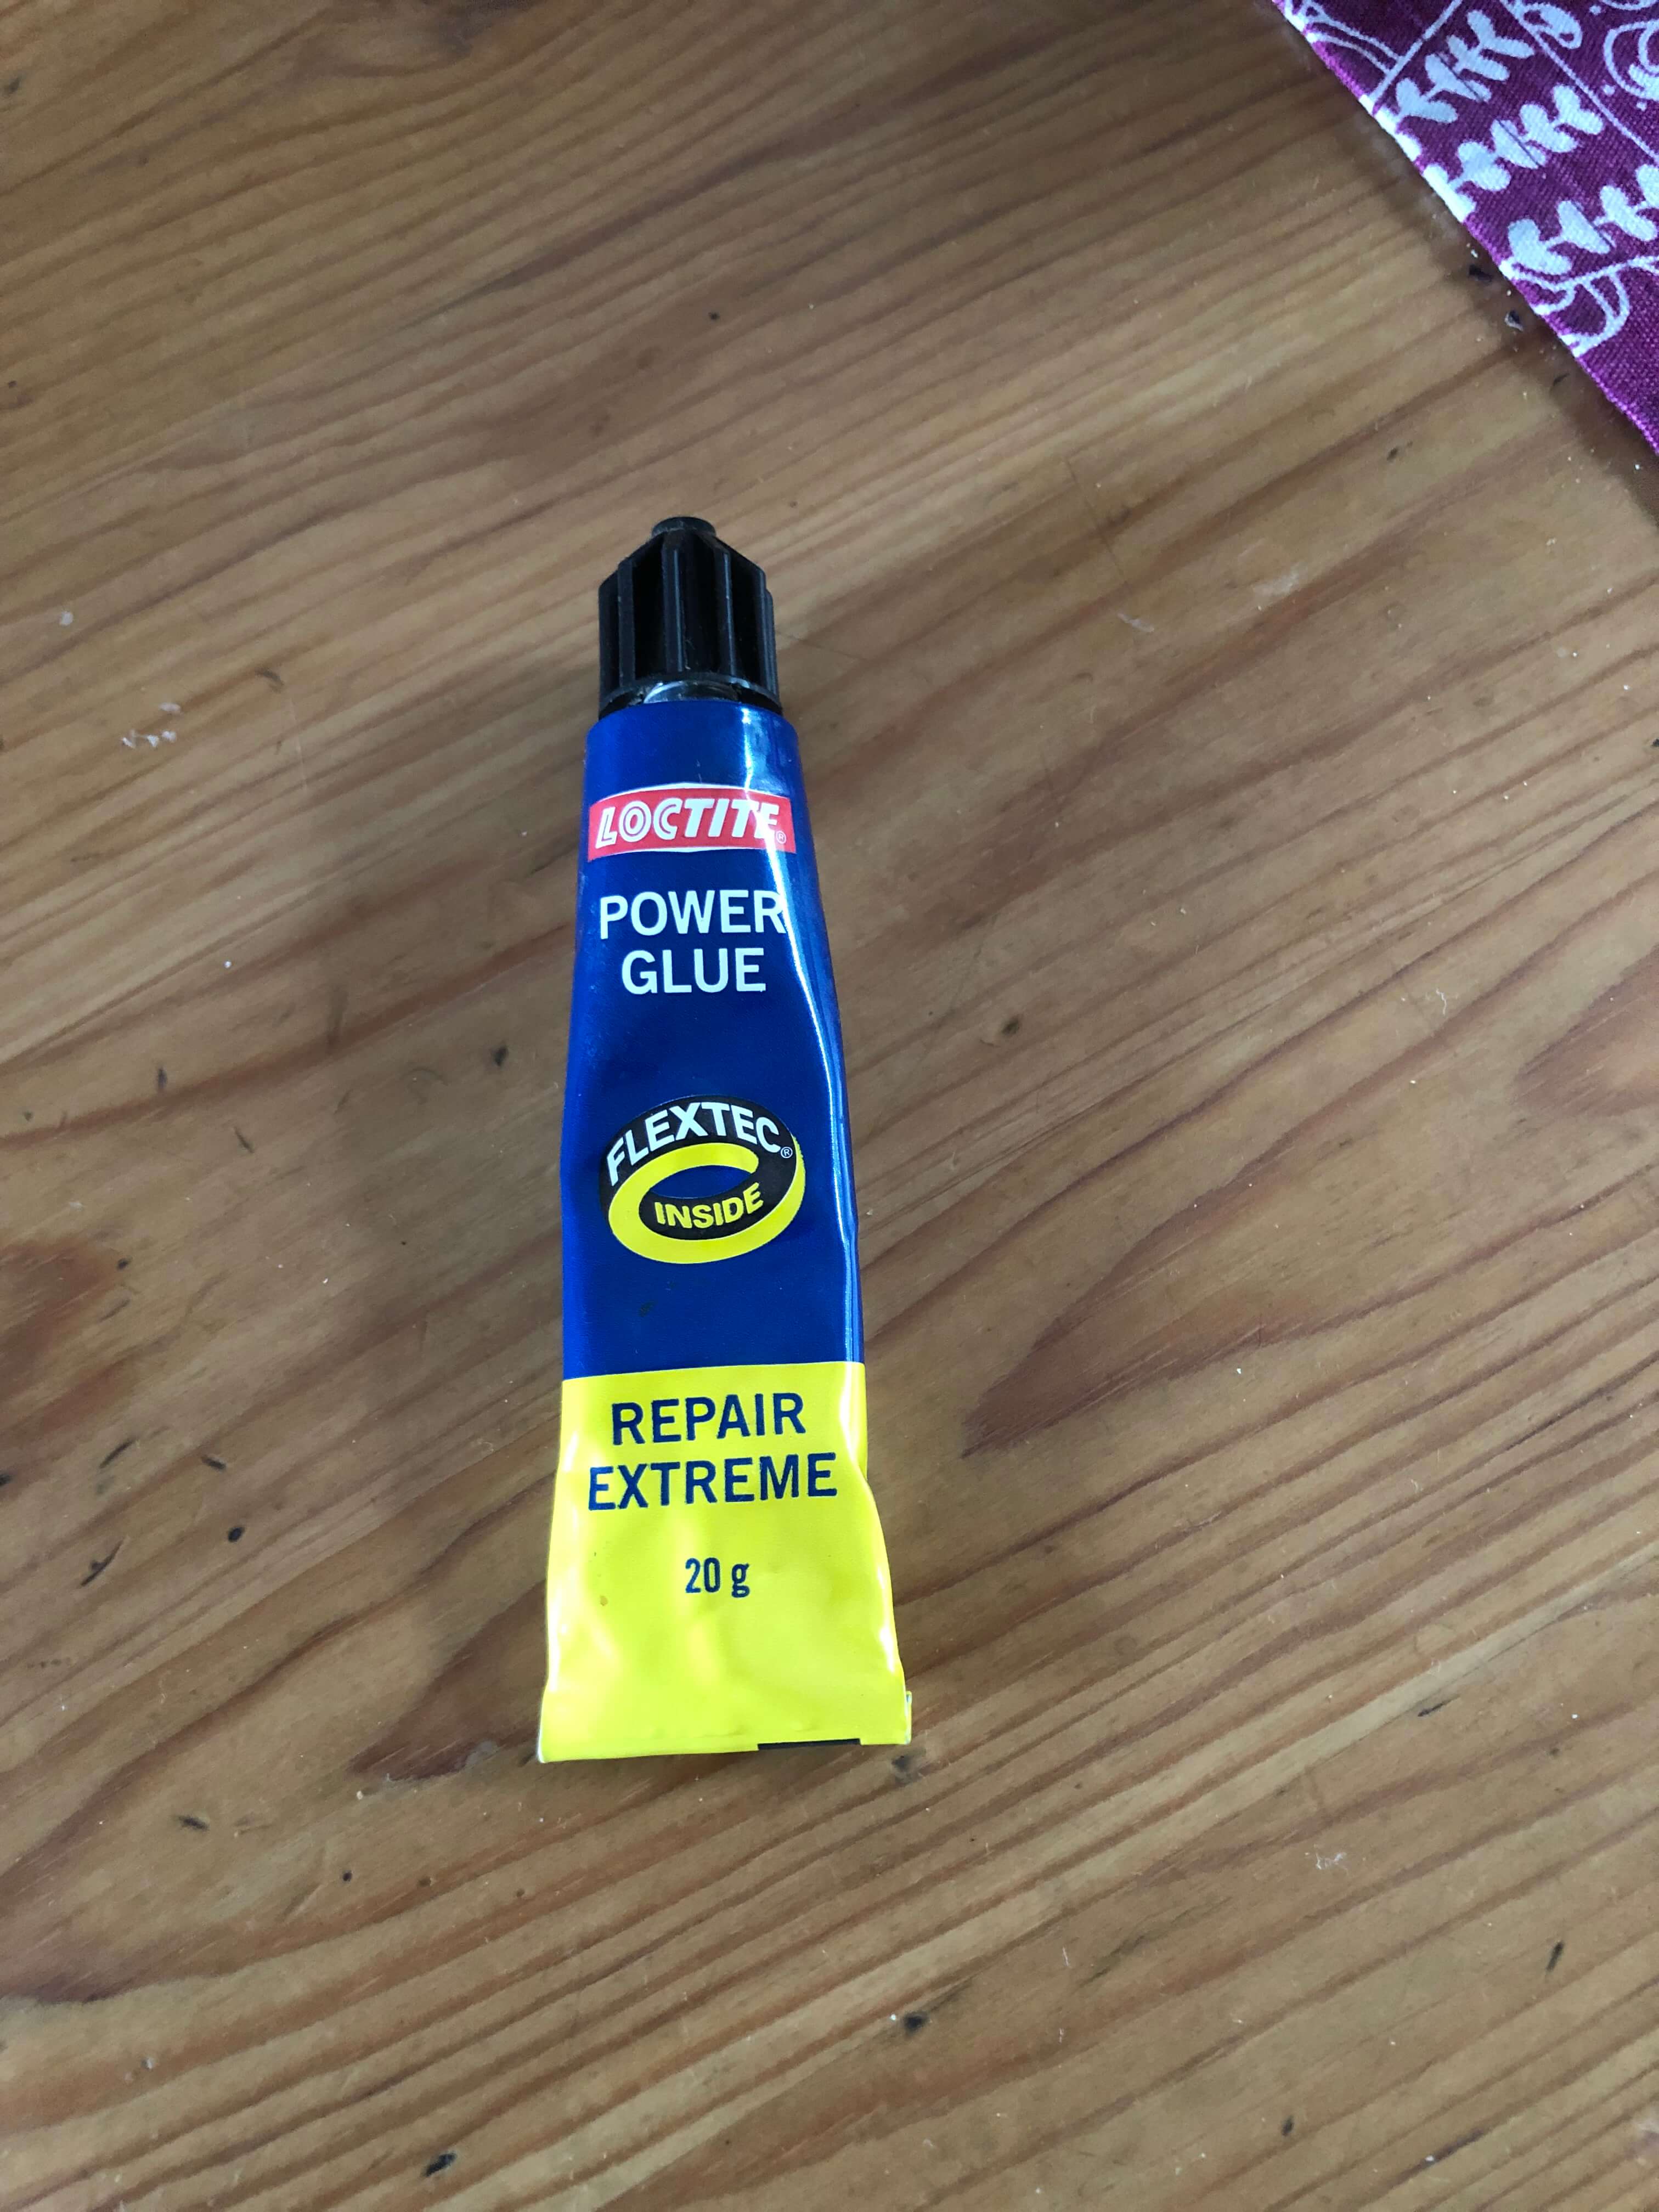 LOCTITE®
POWER
GLUE
FLEXTEC®
INSIDE
REPAIR
EXTREME
20 g